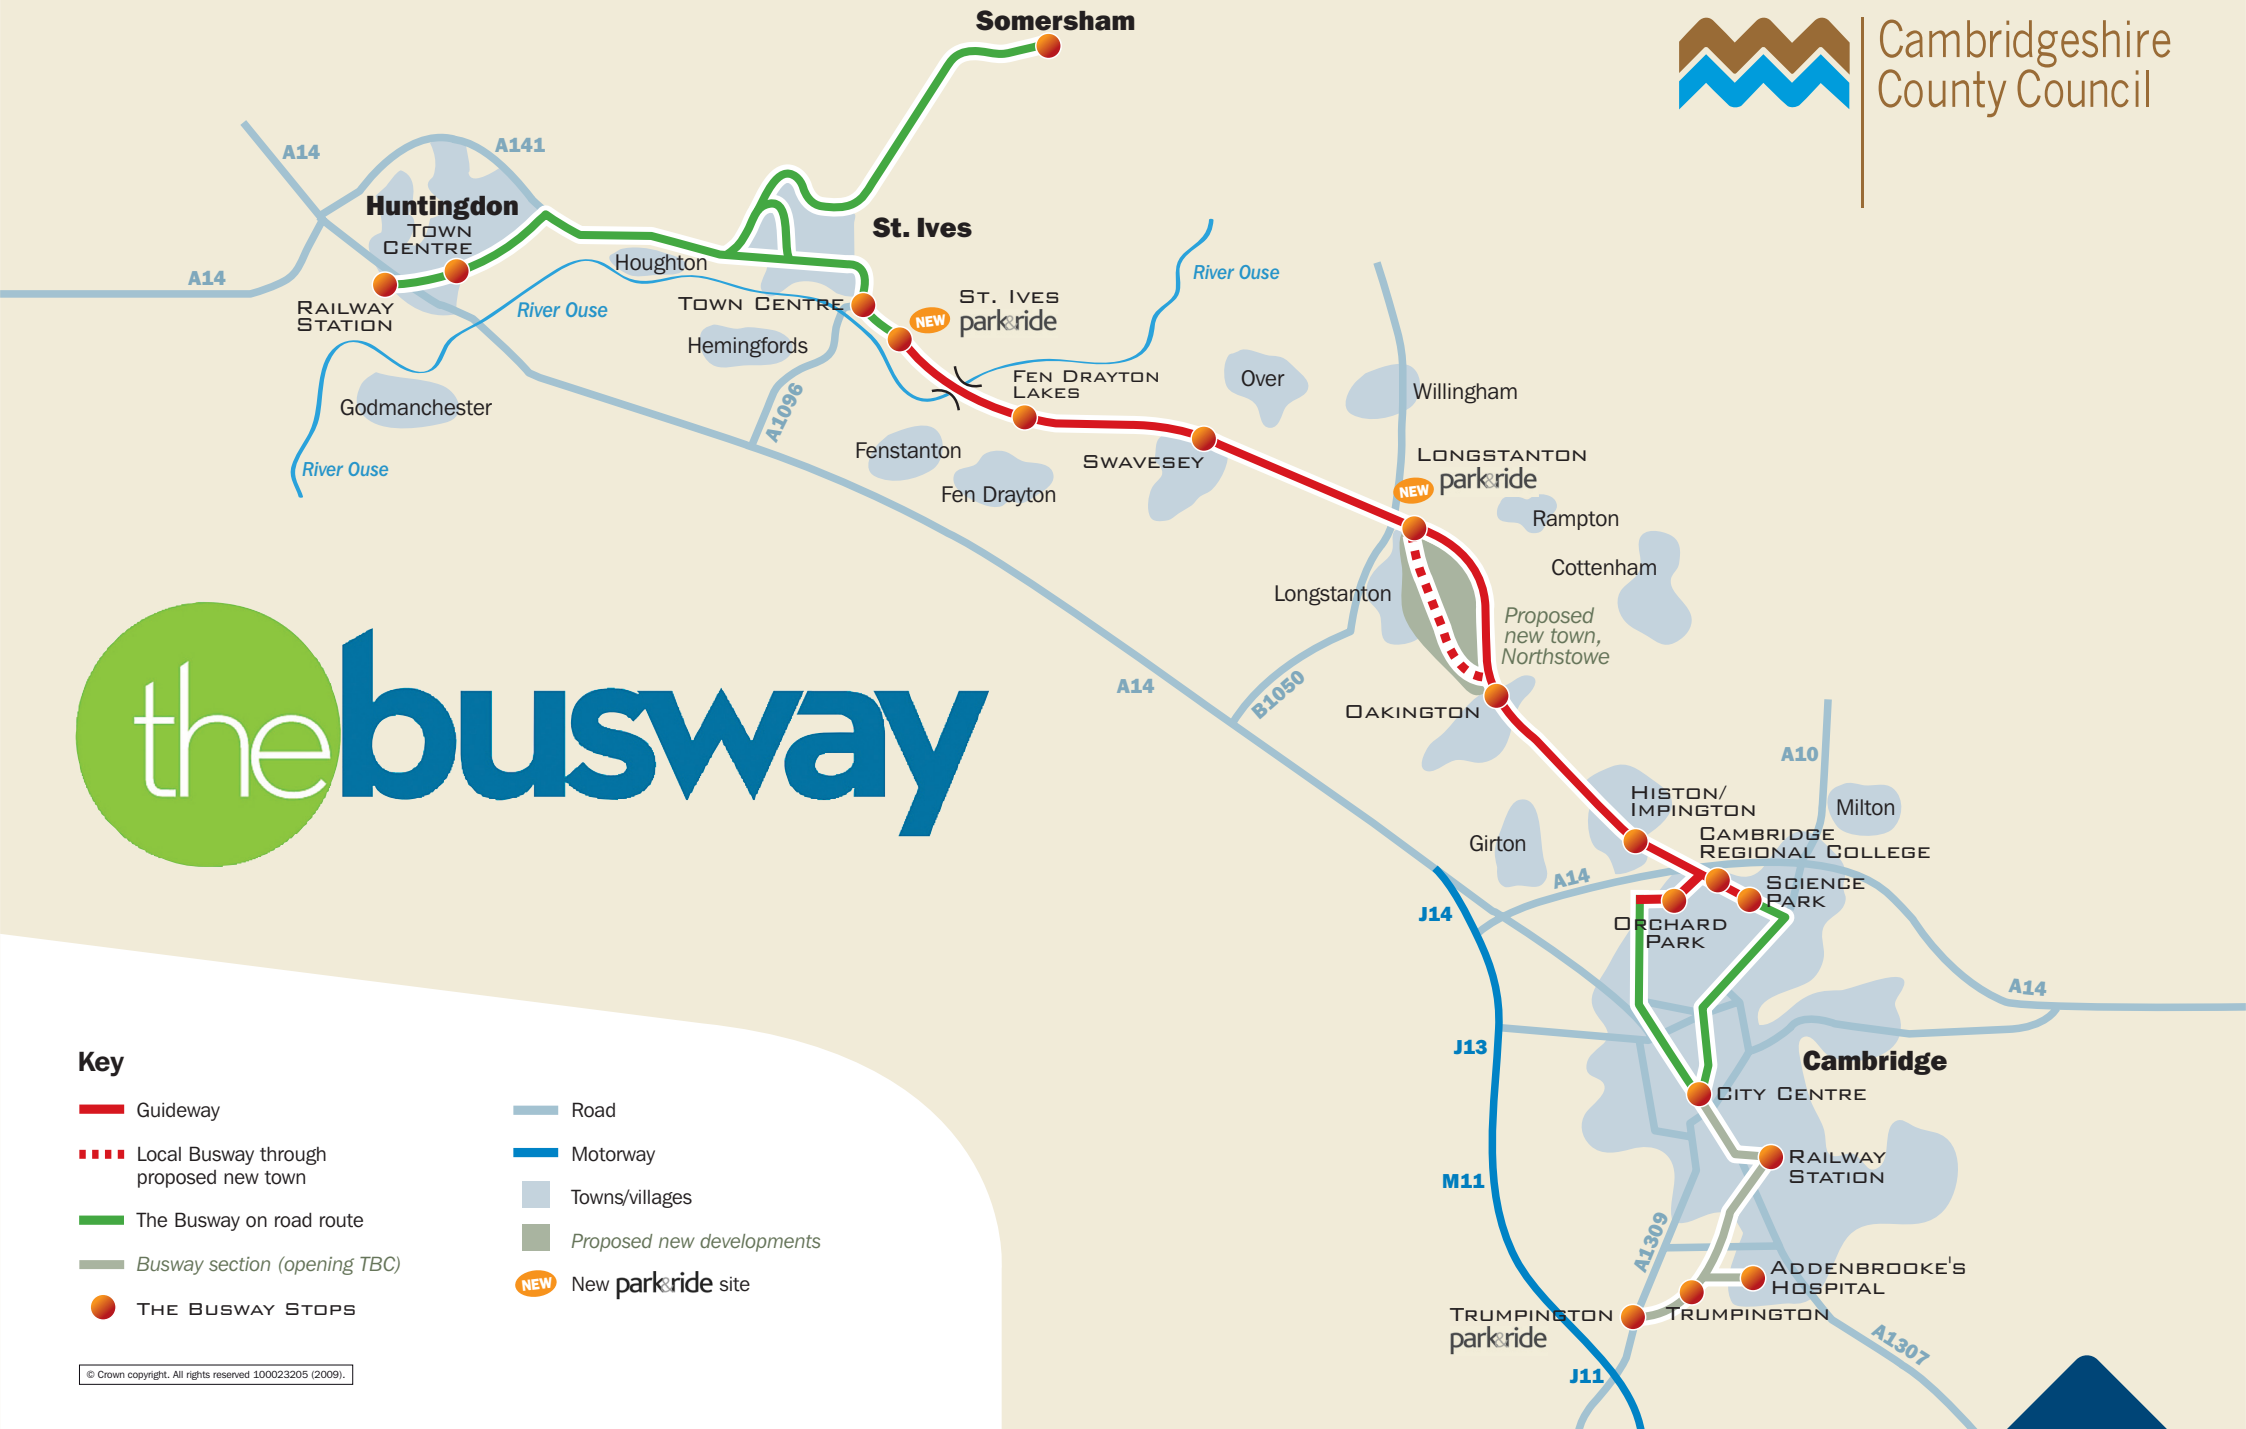 Somersham
Cambridgeshire
County Council
A14
A141
Huntingdon
TOWN
CENTRE
St. Ives
A14
Houghton
River Ouse
RAILWAY
STATION
River Ouse
TOWN CENTRE
NEW
ST. IVES
park&ride
Hemingfords
FEN DRAYTON
LAKES
Over
Willingham
Godmanchester
A1096
Fenstanton
SWAVESEY
LONGSTANTON
park&ride
NEW
River Ouse
Fen Drayton
Rampton
Cottenham
Longstanton
Proposed
new town,
Northstowe
A14
B1050
OAKINGTON
thebusway
A10
HISTON/
IMPINGTON
Milton
Girton
CAMBRIDGE
REGIONAL COLLEGE
A14
SCIENCE
PARK
J14
ORCHARD
PARK
A14
J13
Cambridge
CITY CENTRE
RAILWAY
STATION
M11
A1309
ADDENBROOKE'S
HOSPITAL
TRUMPINGTON
park&ride
TRUMPINGTON
A1307
J11
Key
Guideway
Local Busway through
proposed new town
The Busway on road route
Busway section (opening TBC)
THE BUSWAY STOPS
Road
Motorway
Towns/villages
Proposed new developments
NEW
New park&ride site
© Crown copyright. All rights reserved 100023205 (2009).